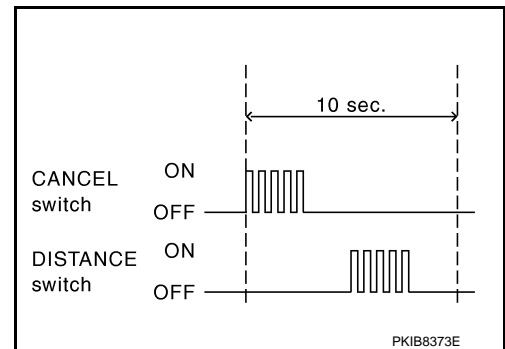 10 sec.
CANCEL
switch
ON
OFF
DISTANCE
switch
ON
OFF
PKIB8373E